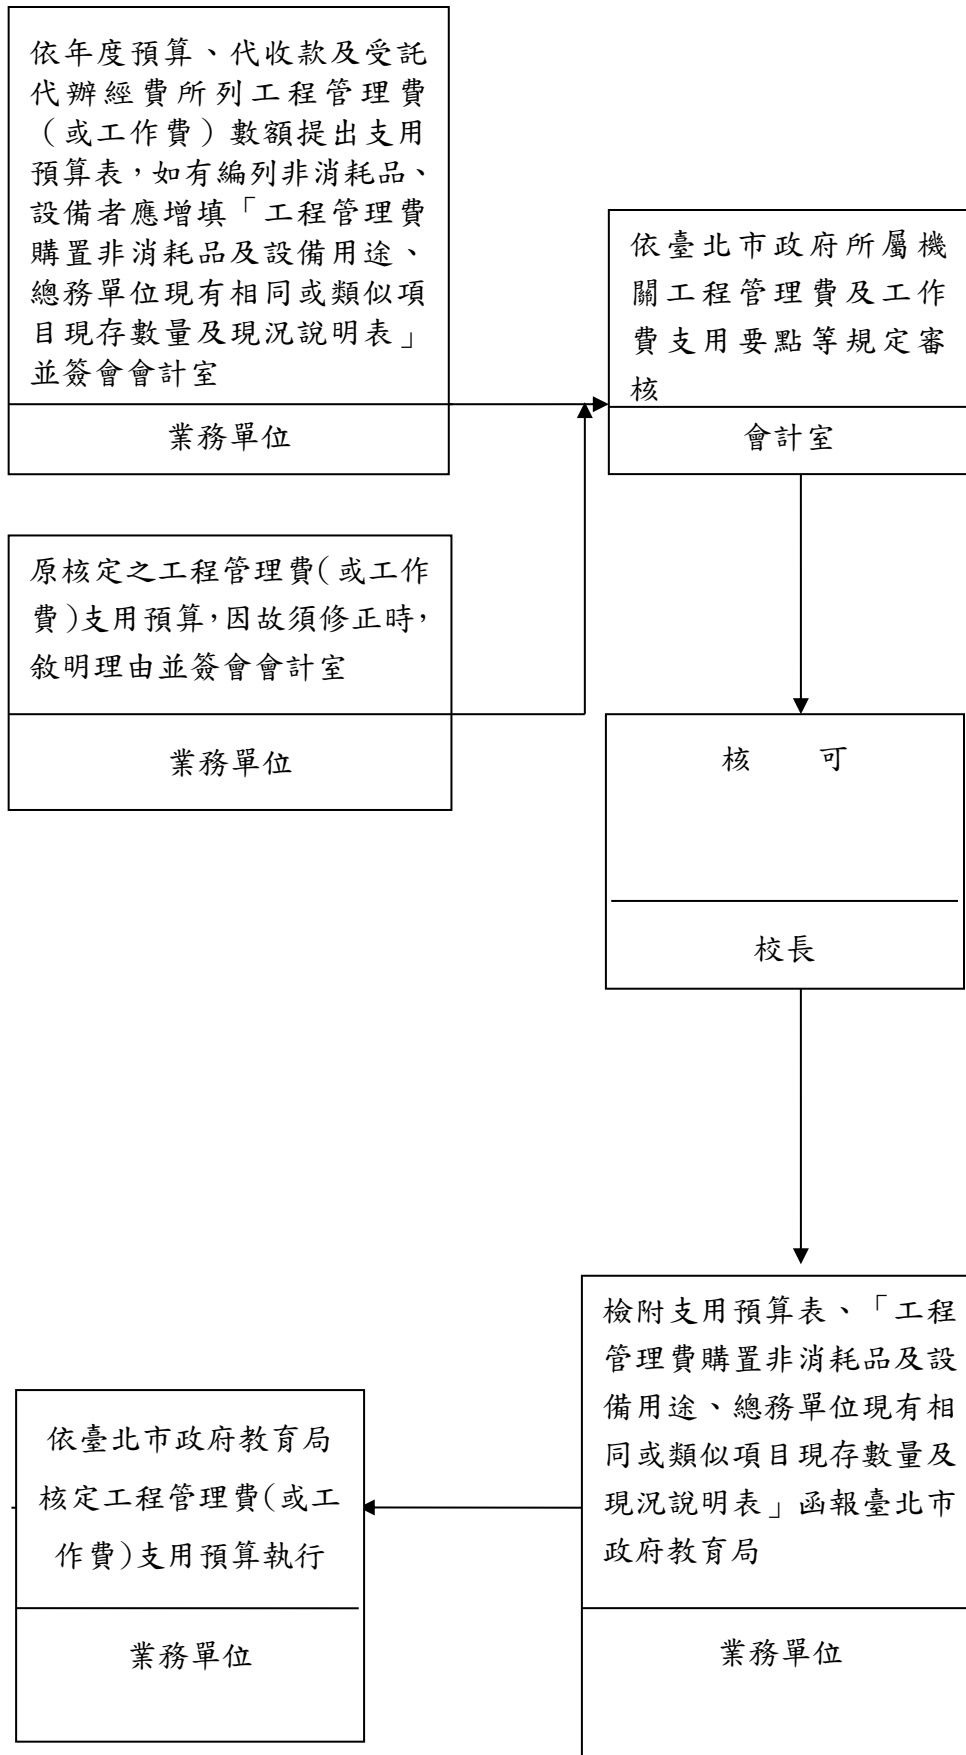 依年度預算、代收款及受託
代辦經費所列工程管理費
（或工作費）數額提出支用
預算表，如有編列非消耗品、
設備者應增填「工程管理費
購置非消耗品及設備用途、
總務單位現有相同或類似項
目現存數量及現況說明表」
並簽會會計室
業務單位
依臺北市政府所屬機
關工程管理費及工作
費支用要點等規定審
核
會計室
原核定之工程管理費(或工作
費)支用預算，因故須修正時，
敘明理由並簽會會計室
業務單位
核　　可
校長
檢附支用預算表、「工程
管理費購置非消耗品及設
備用途、總務單位現有相
同或類似項目現存數量及
現況說明表」函報臺北市
政府教育局
業務單位
依臺北市政府教育局
核定工程管理費(或工
作費)支用預算執行
業務單位